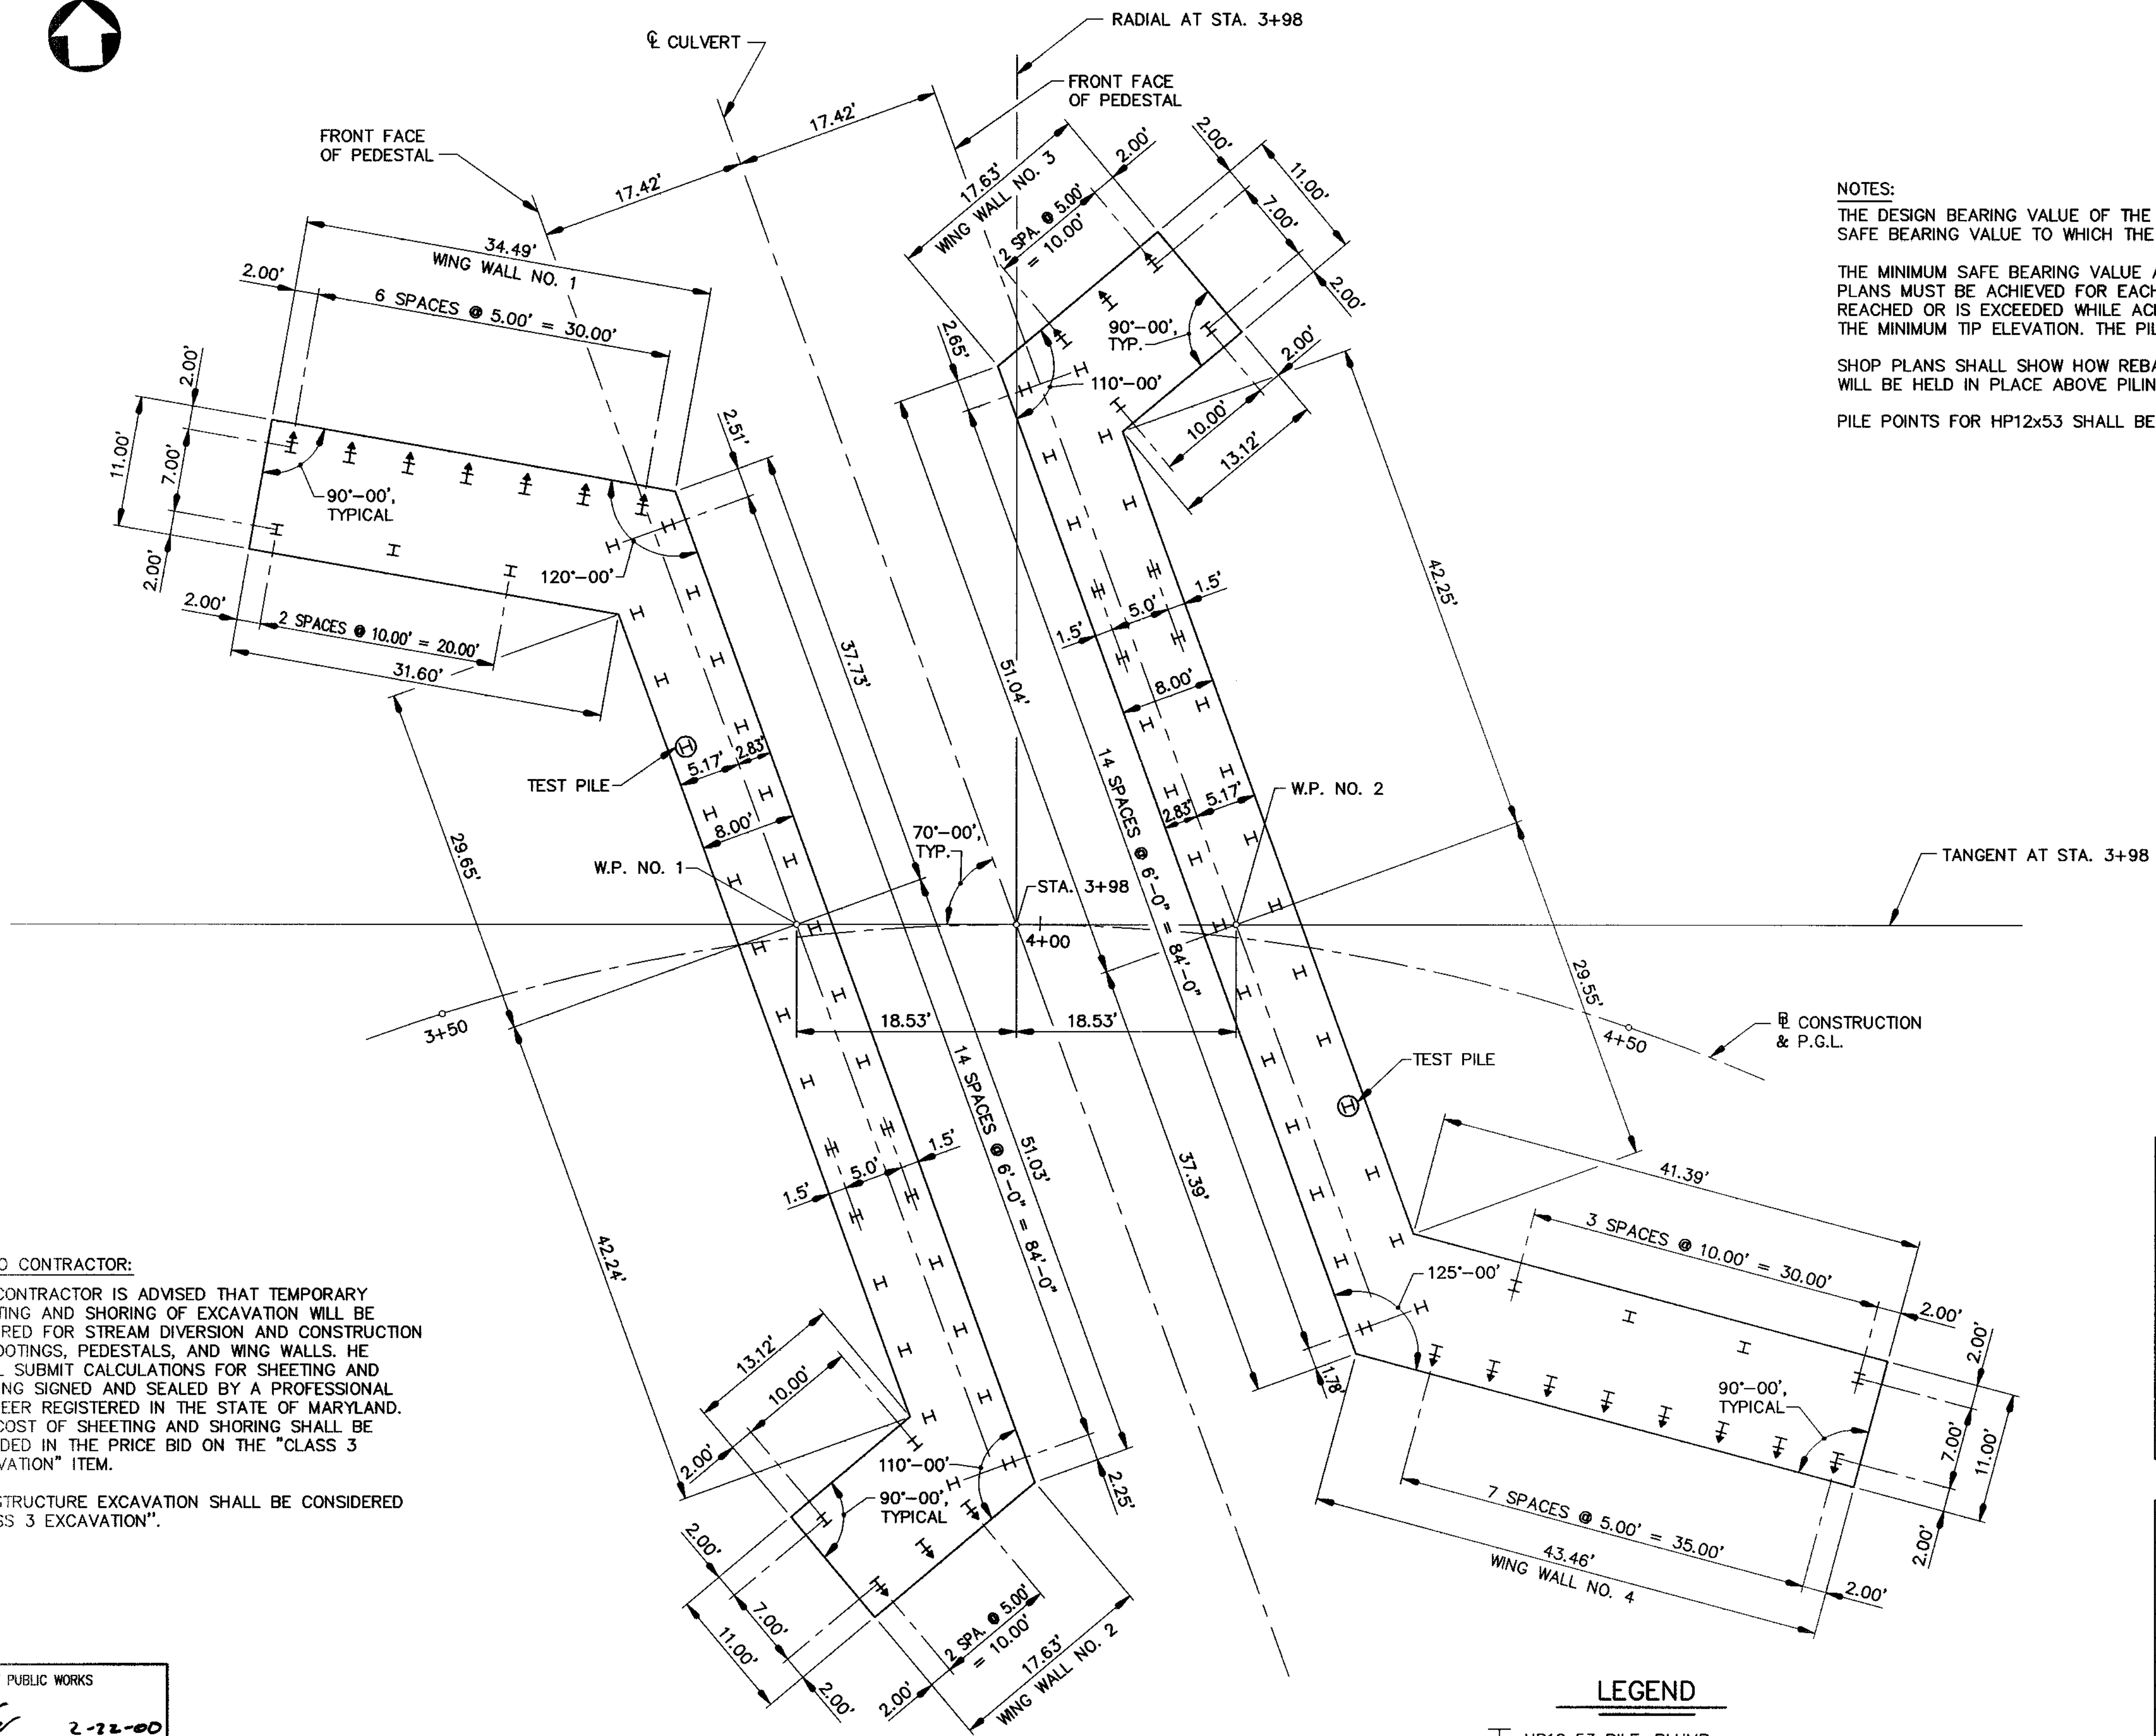 RADIAL AT STA. 3+98
℄ CULVERT
FRONT FACE
OF PEDESTAL
17.42'
17.42'
FRONT FACE
OF PEDESTAL
34.49'
WING WALL NO. 1
2.00'
6 SPACES @ 5.00' = 30.00'
2.00'
11.00'
7.00'
2.00'
90°-00',
TYPICAL
120°-00'
2.00'
2 SPACES @ 10.00' = 20.00'
31.60'
2.51'
37.73'
17.63'
WING WALL NO. 3
2.00'
2 SPA. @ 5.00'
= 10.00'
2.00'
11.00'
7.00'
2.00'
90°-00',
TYP.
2.65'
110°-00'
2.00'
10.00'
13.12'
42.25'
51.04'
1.5'
5.0'
1.5'
8.00'
14 SPACES @ 6'-0" = 84'-0"
NOTES:
THE DESIGN BEARING VALUE OF THE
SAFE BEARING VALUE TO WHICH THE
THE MINIMUM SAFE BEARING VALUE
PLANS MUST BE ACHIEVED FOR EACH
REACHED OR IS EXCEEDED WHILE
THE MINIMUM TIP ELEVATION. THE
SHOP PLANS SHALL SHOW HOW
WILL BE HELD IN PLACE ABOVE
PILE POINTS FOR HP12x53 SHALL BE
TEST PILE
5.17'
2.83'
8.00'
29.65'
W.P. NO. 1
70°-00',
TYP.
STA. 3+98
4+00
2.83'
5.17'
W.P. NO. 2
TANGENT AT STA. 3+98
3+50
18.53'
18.53'
29.55'
4+50
℄ CONSTRUCTION
& P.G.L.
TEST PILE
14 SPACES @ 6'-0" = 84'-0"
51.03'
37.39'
1.5'
5.0'
1.5'
42.24'
41.39'
3 SPACES @ 10.00' = 30.00'
2.00'
2.00'
125°-00'
90°-00',
TYPICAL
7.00'
11.00'
2.00'
1.78'
7 SPACES @ 5.00' = 35.00'
43.46'
WING WALL NO. 4
2.00'
13.12'
10.00'
2.00'
110°-00'
90°-00',
TYPICAL
2.25'
2.00'
7.00'
11.00'
2.00'
2.00'
2 SPA. @ 5.00'
= 10.00'
17.63'
WING WALL NO. 2
CONTRACTOR:
CONTRACTOR IS ADVISED THAT TEMPORARY
AND SHORING OF EXCAVATION WILL BE
FOR STREAM DIVERSION AND CONSTRUCTION
PEDESTALS, AND WING WALLS. HE
SUBMIT CALCULATIONS FOR SHEETING AND
SIGNED AND SEALED BY A PROFESSIONAL
REGISTERED IN THE STATE OF MARYLAND.
COST OF SHEETING AND SHORING SHALL BE
IN THE PRICE BID ON THE "CLASS 3
ITEM.
STRUCTURE EXCAVATION SHALL BE CONSIDERED
3 EXCAVATION".
PUBLIC WORKS
2-22-00
LEGEND